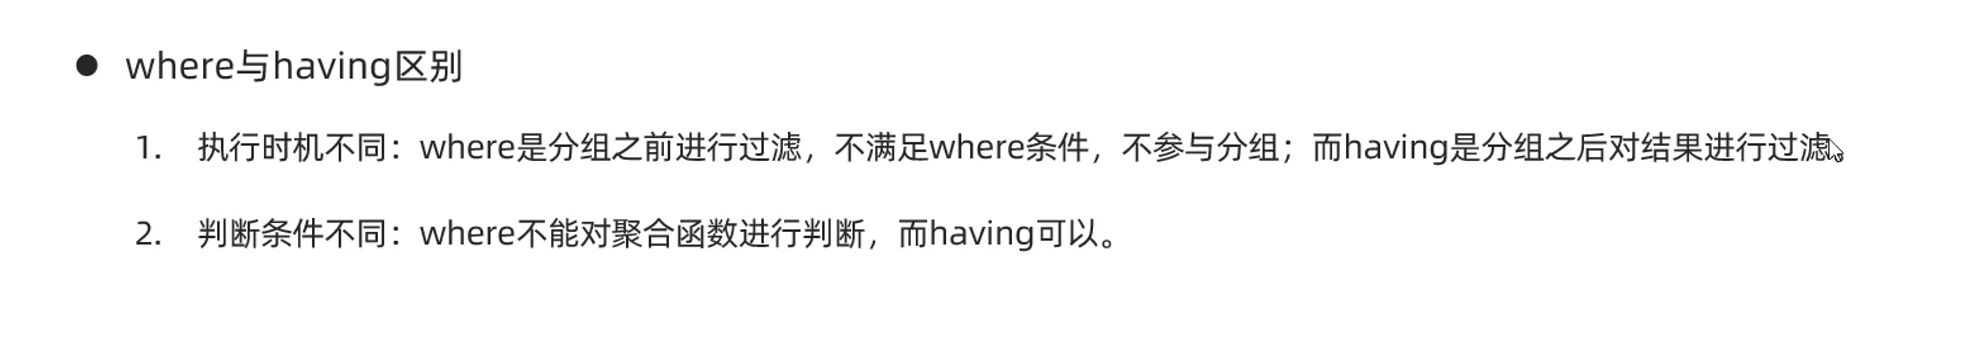 ● where与having区别
1. 执行时机不同：where是分组之前进行过滤，不满足where条件，不参与分组；而having是分组之后对结果进行过滤。
2. 判断条件不同：where不能对聚合函数进行判断，而having可以。